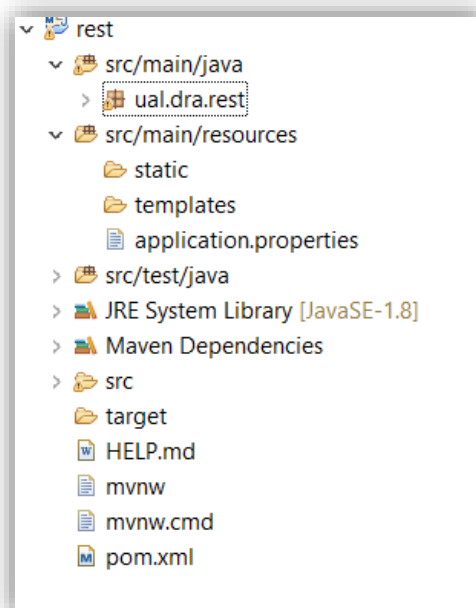 rest
src/main/java
ual.dra.rest
src/main/resources
static
templates
application.properties
src/test/java
JRE System Library [JavaSE-1.8]
Maven Dependencies
src
target
HELP.md
mvnw
mvnw.cmd
pom.xml